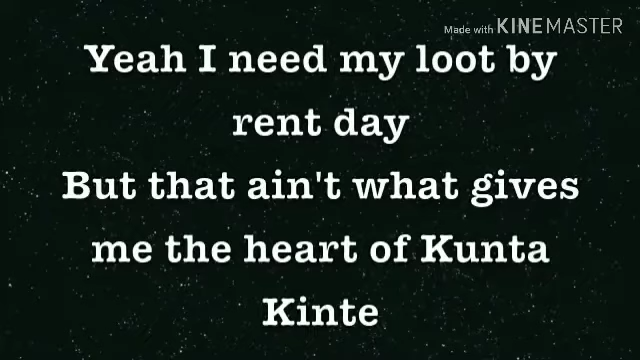 Made with KINEMASTER
Yeah I need my loot by
rent day
But that ain't what gives
me the heart of Kunta
Kinte